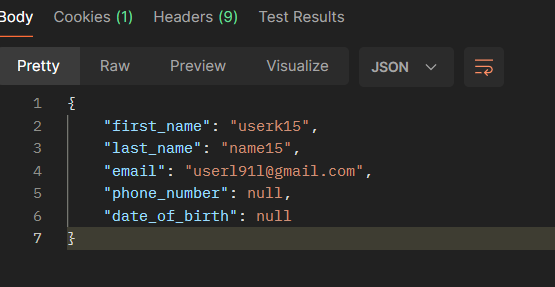 Body Cookies (1) Headers (9) Test Results
Pretty Raw Preview Visualize JSON
1 {
2 "first_name": "userk15",
3 "last_name": "name15",
4 "email": "userl91l@gmail.com",
5 "phone_number": null,
6 "date_of_birth": null
7 }